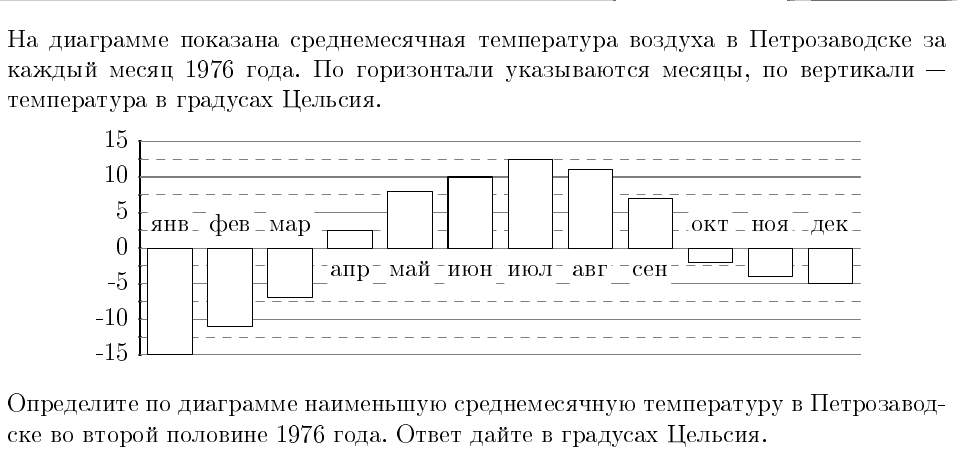 На диаграмме показана среднемесячная температура воздуха в Петрозаводске за
каждый месяц 1976 года. По горизонтали указываются месяцы, по вертикали —
температура в градусах Цельсия.
15
10
5
янв фев мар окт ноя дек
0
апр май июн июл авг сен
-5
-10
-15
Определите по диаграмме наименьшую среднемесячную температуру в Петрозавод-
ске во второй половине 1976 года. Ответ дайте в градусах Цельсия.